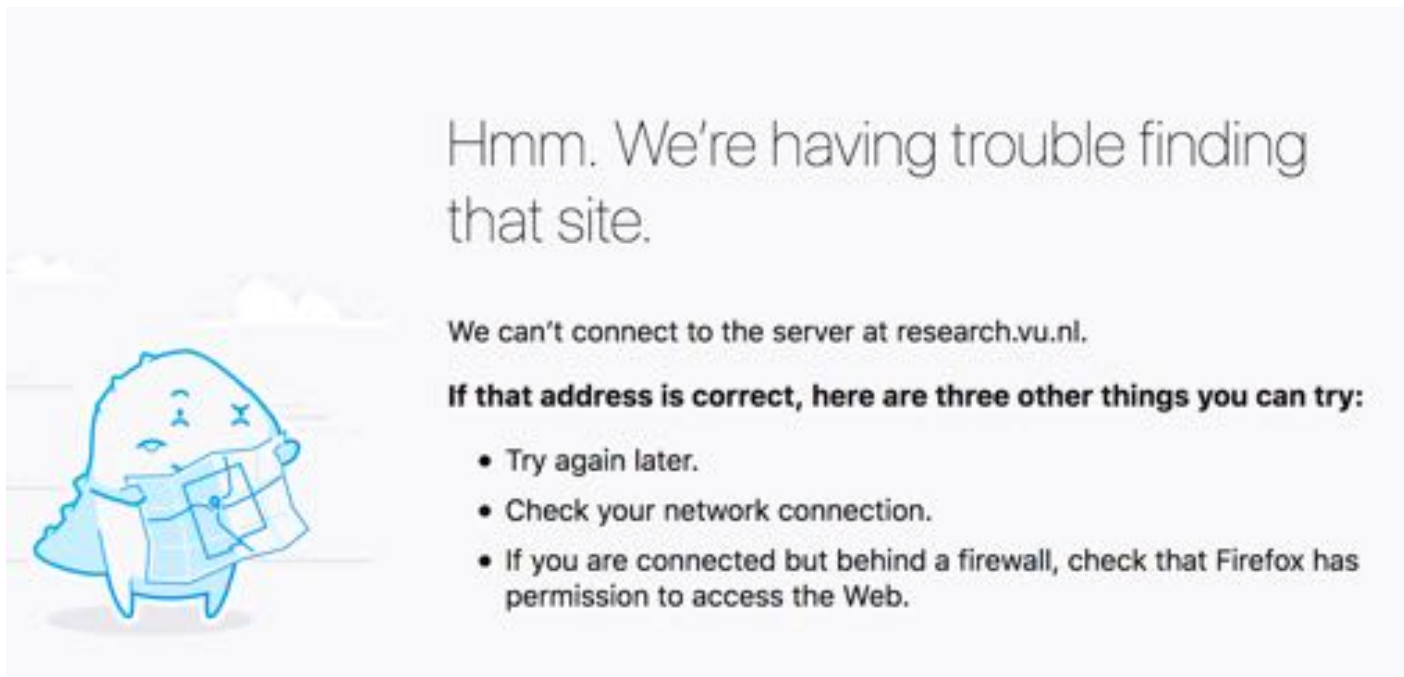 Hmm. We're having trouble finding
that site.
We can't connect to the server at research.vu.nl.
If that address is correct, here are three other things you can try:
• Try again later.
• Check your network connection.
• If you are connected but behind a firewall, check that Firefox has
permission to access the Web.